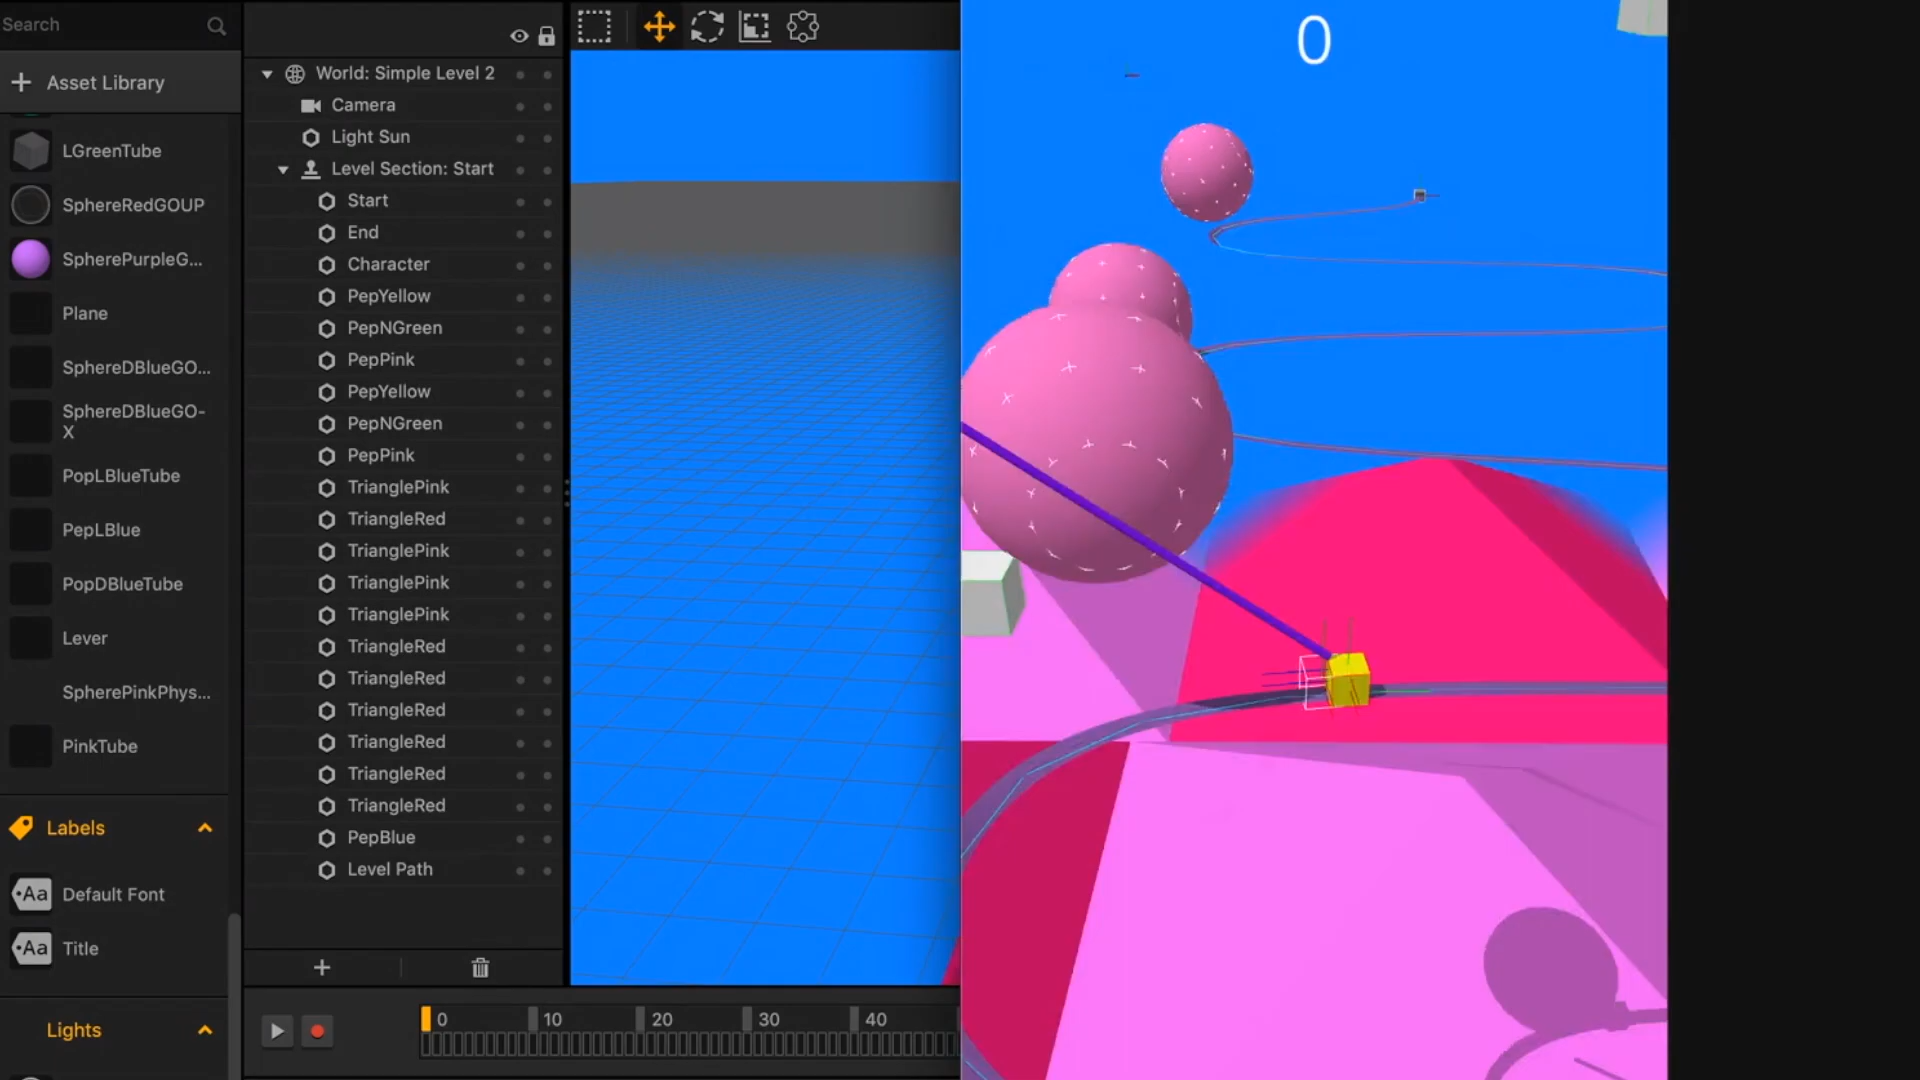 Search
Asset Library
LGreenTube
SphereRedGOUP
SpherePurpleG...
Plane
SphereDBlueGO...
SphereDBlueGO-
X
PopLBlueTube
PepLBlue
PopDBlueTube
Lever
SpherePinkPhys...
PinkTube
Labels
Aa Default Font
Aa Title
Lights
World: Simple Level 2
Camera
Light Sun
Level Section: Start
Start
End
Character
PepYellow
PepNGreen
PepPink
PepYellow
PepNGreen
PepPink
TrianglePink
TriangleRed
TrianglePink
TrianglePink
TrianglePink
TriangleRed
TriangleRed
TriangleRed
TriangleRed
TriangleRed
TriangleRed
PepBlue
Level Path
0 10 20 30 40
0